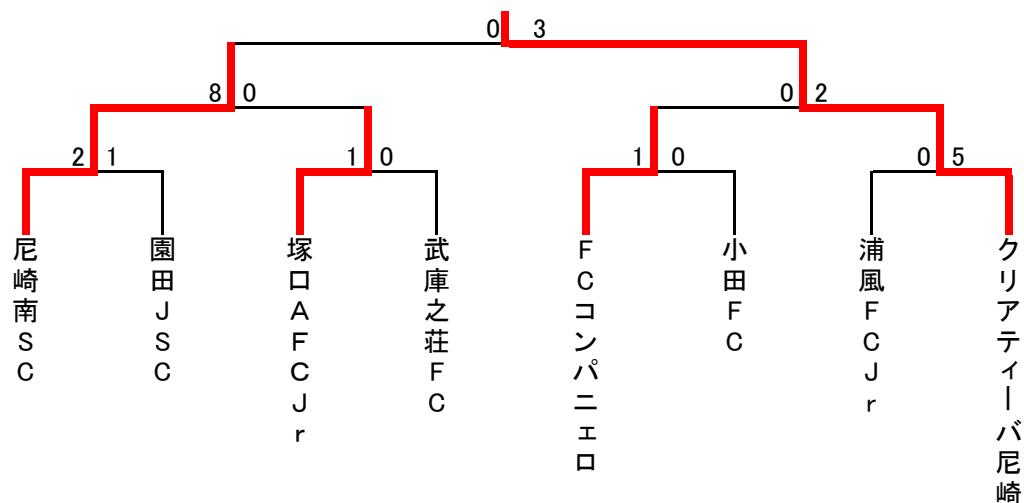 0 3
8 0
0 2
2 1
1 0
1 0
0 5
尼崎南SC
園田JSC
塚口AFCJr
武庫之荘FC
FCコンパニエロ
小田FC
浦風FCJr
クリアティーバ尼崎